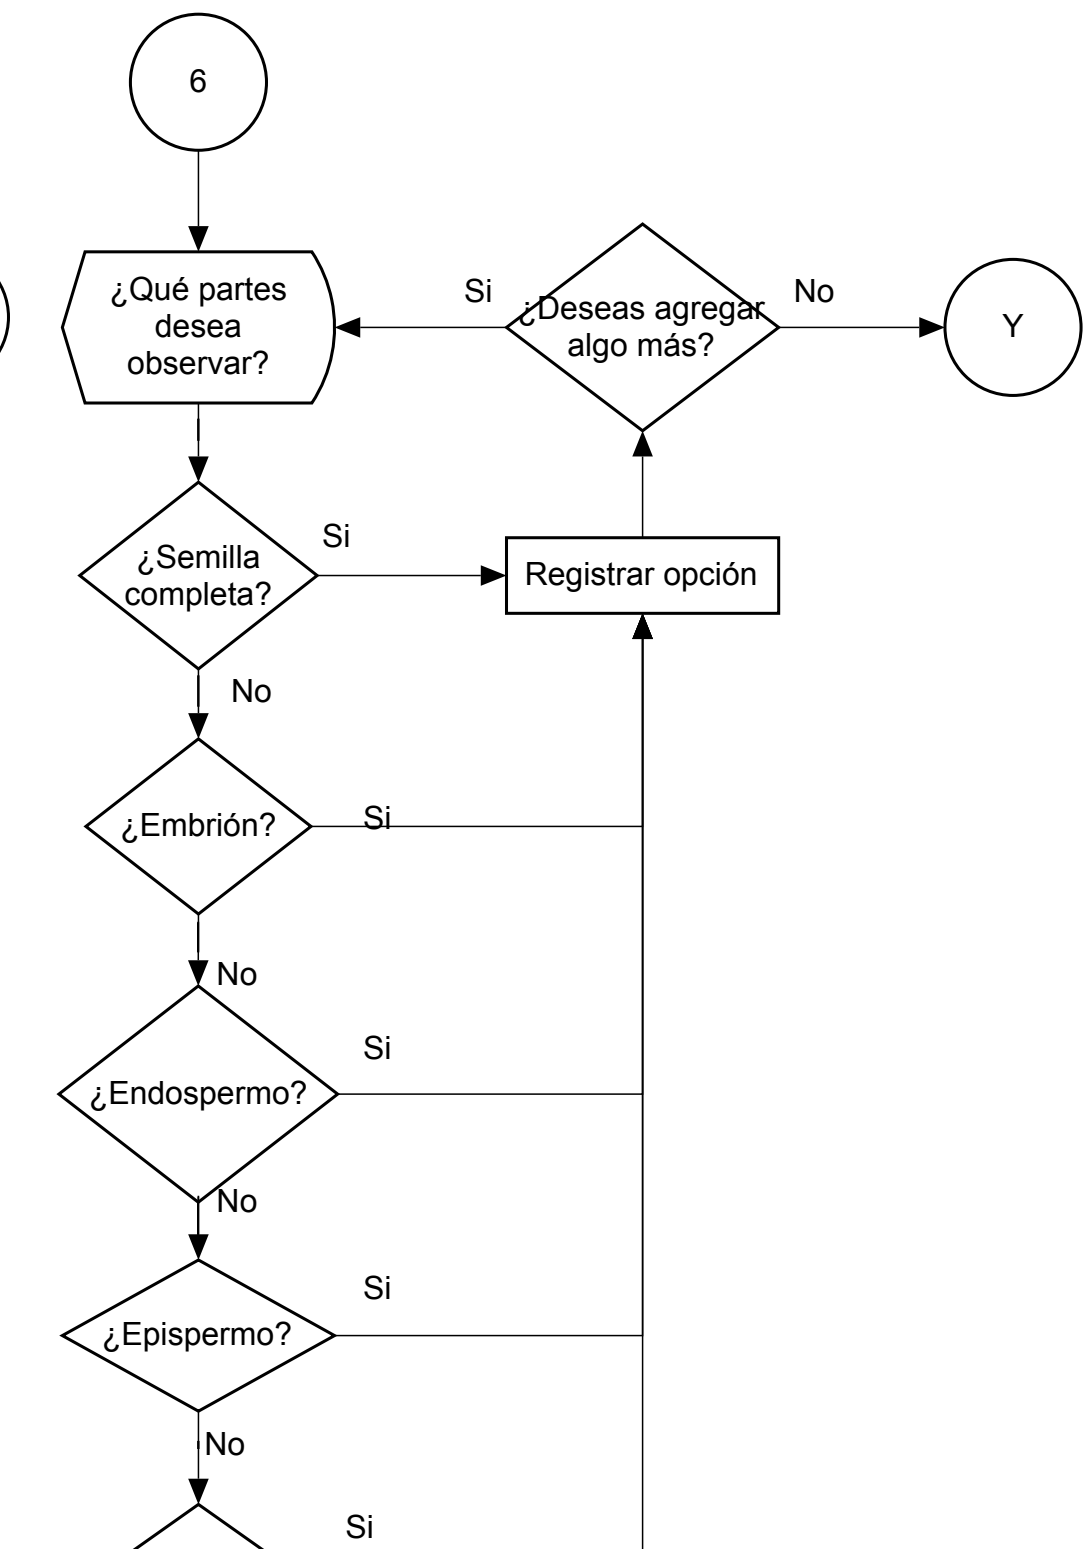 6
¿Qué partes
desea
observar?
Si
¿Deseas agregar
algo más?
No
Y
¿Semilla
completa?
Si
Registrar opción
No
¿Embrión?
Si
No
¿Endospermo?
Si
No
¿Epispermo?
Si
No
Si